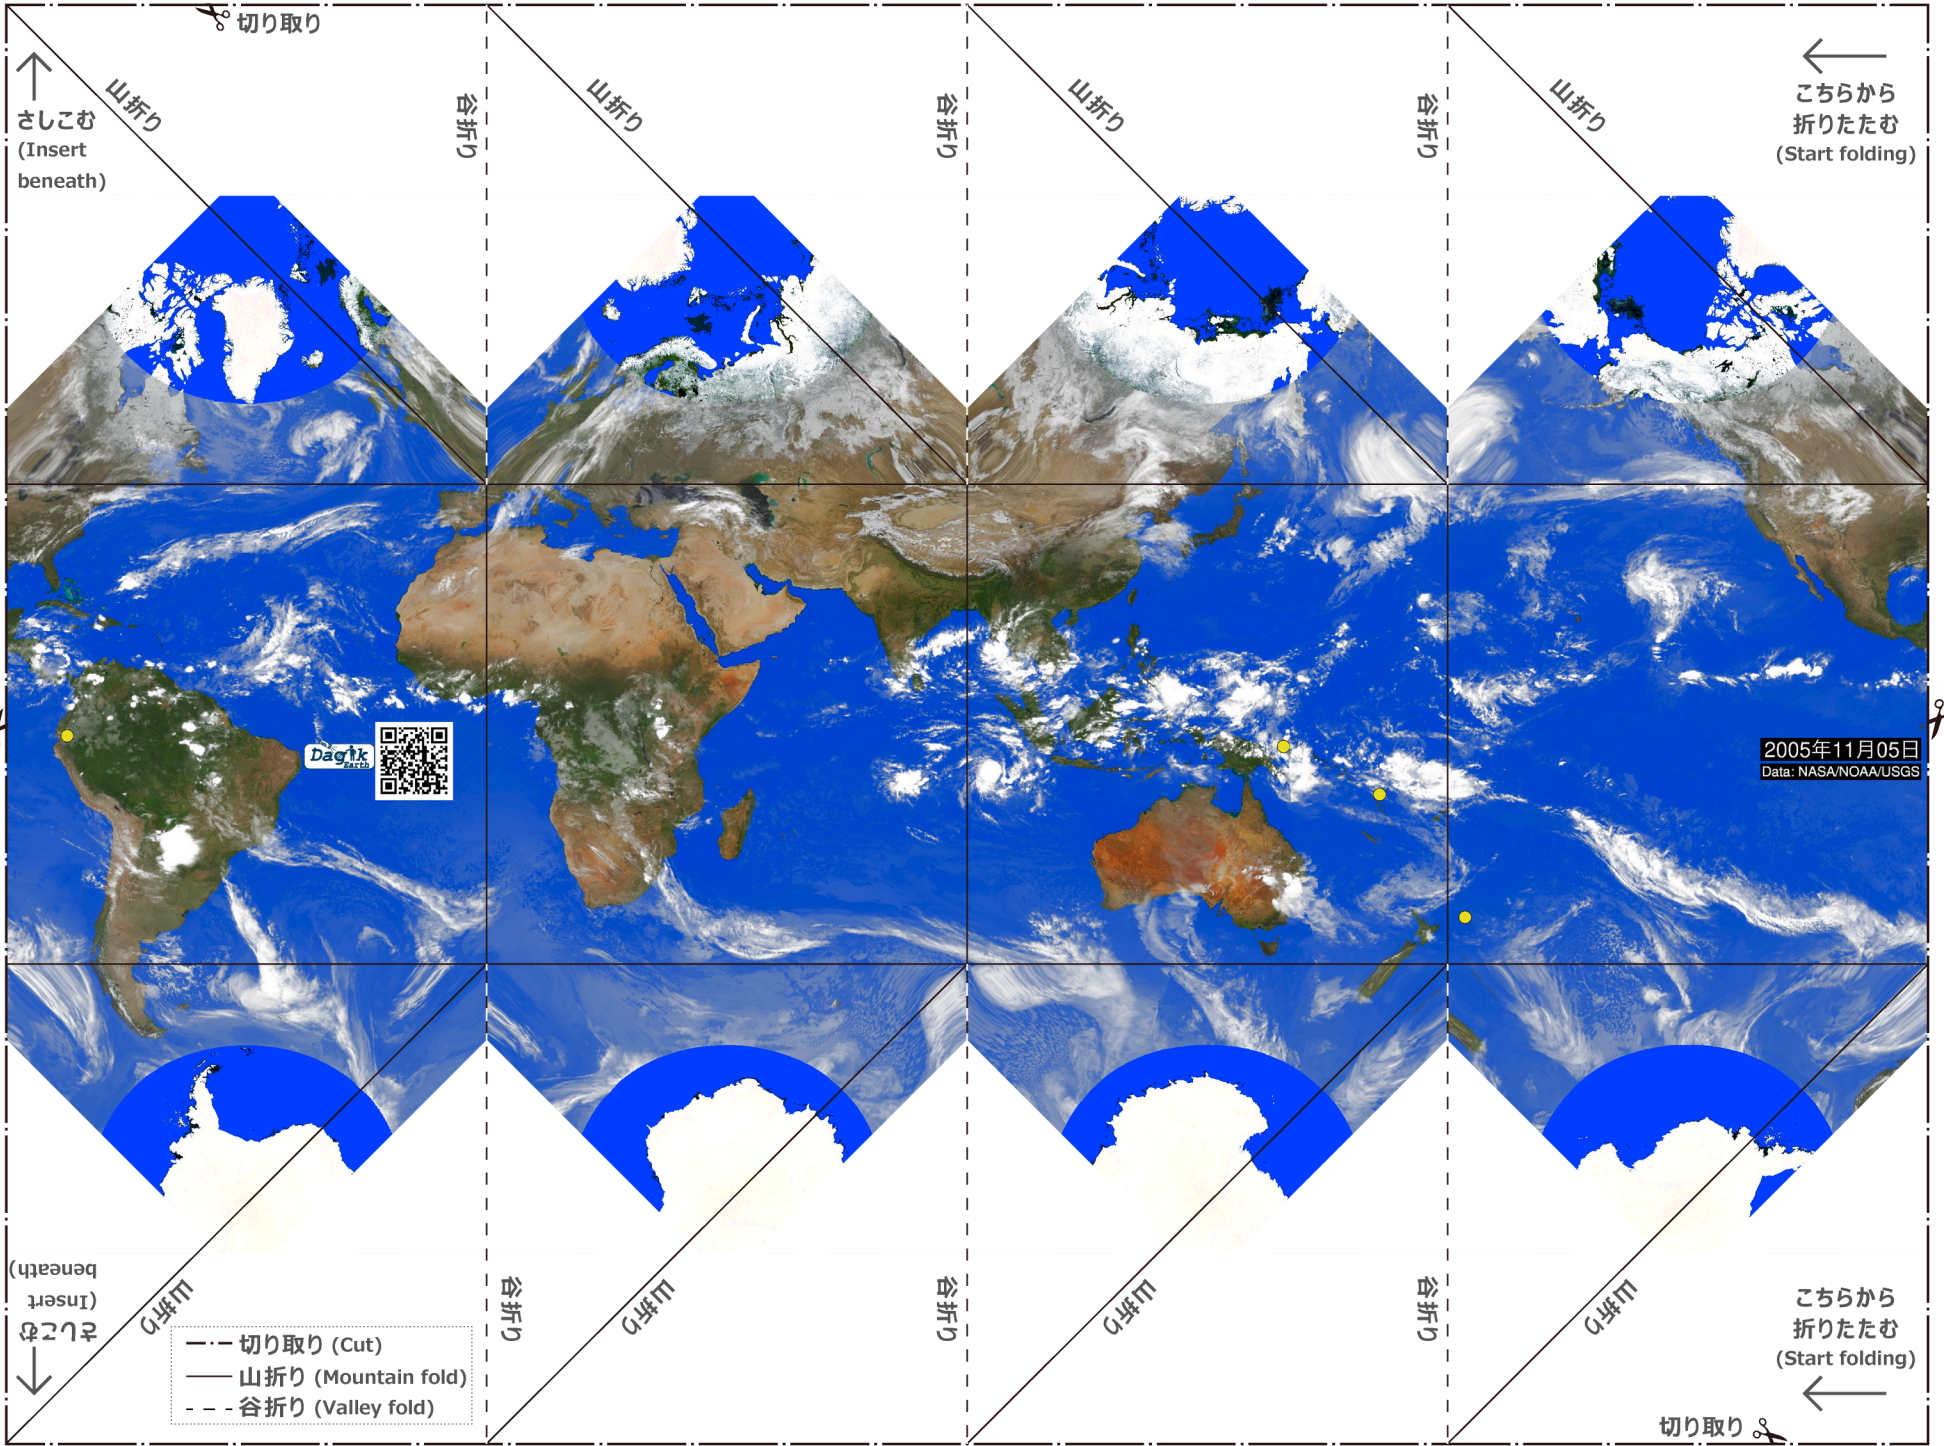 切り取り
山折り
山折り
山折り
山折り
谷折り
谷折り
谷折り
さしこむ
(Insert
beneath)
こちらから
折りたたむ
(Start folding)
Dagik
Earth
2005年11月05日
Data: NASA/NOAA/USGS
さしこむ
(Insert
beneath)
山折り
山折り
山折り
山折り
谷折り
谷折り
谷折り
切り取り (Cut)
山折り (Mountain fold)
谷折り (Valley fold)
こちらから
折りたたむ
(Start folding)
切り取り